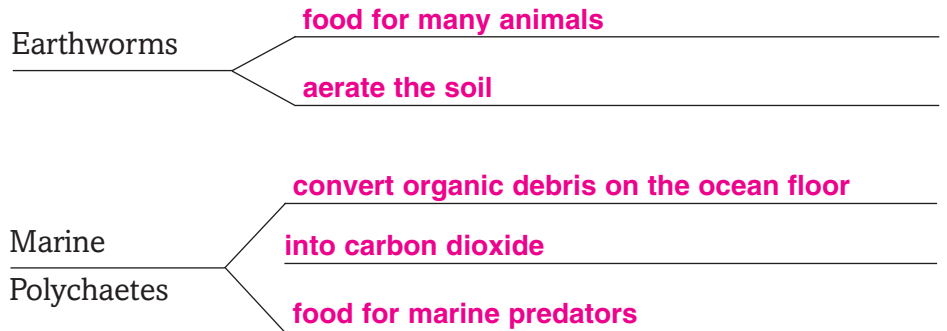 food for many animals
Earthworms
aerate the soil
convert organic debris on the ocean floor
Marine
into carbon dioxide
Polychaetes
food for marine predators